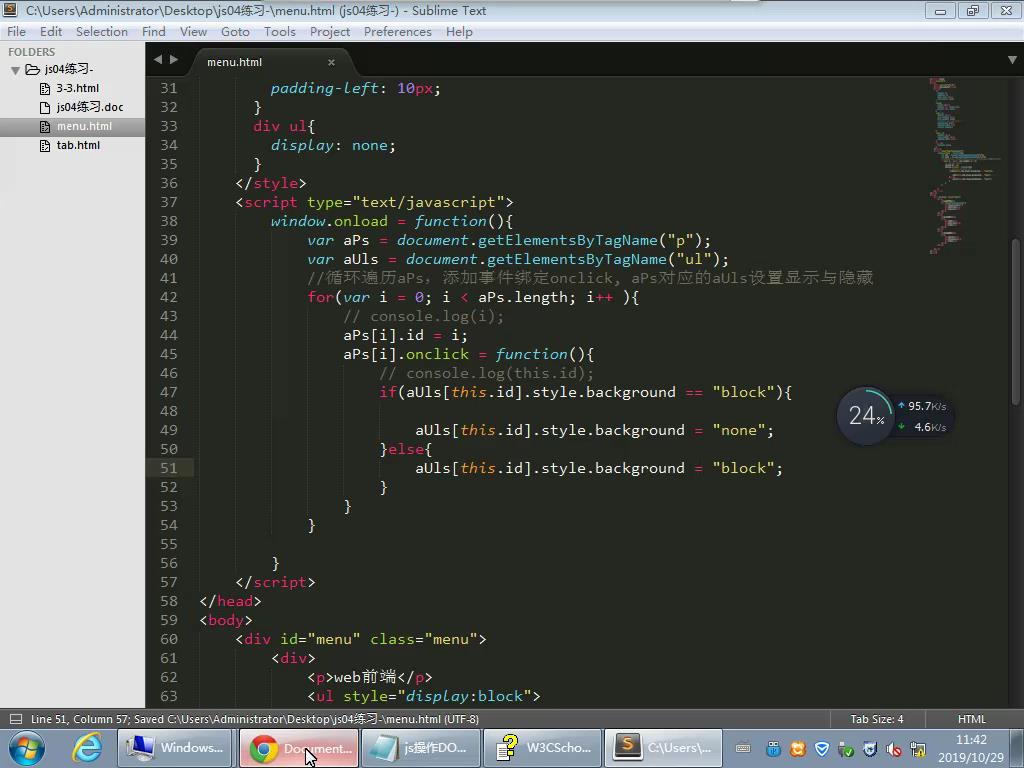 C:\Users\Administrator\Desktop\js04练习-\menu.html (js04练习-) - Sublime Text
File Edit Selection Find View Goto Tools Project Preferences Help
FOLDERS
js04练习-
3-3.html
js04练习.doc
menu.html
tab.html
menu.html ×
31 padding-left: 10px;
32 }
33 div ul{
34 display: none;
35 }
36 </style>
37 <script type="text/javascript">
38 window.onload = function(){
39 var aPs = document.getElementsByTagName("p");
40 var aUls = document.getElementsByTagName("ul");
41 //循环遍历aPs，添加事件绑定onclick, aPs对应的aUls设置显示与隐藏
42 for(var i = 0; i < aPs.length; i++ ){
43 // console.log(i);
44 aPs[i].id = i;
45 aPs[i].onclick = function(){
46 // console.log(this.id);
47 if(aUls[this.id].style.background == "block"){
48
49 aUls[this.id].style.background = "none";
50 }else{
51 aUls[this.id].style.background = "block";
52 }
53 }
54 }
55
56 }
57 </script>
58 </head>
59 <body>
60 <div id="menu" class="menu">
61 <div>
62 <p>web前端</p>
63 <ul style="display:block">
24%
95.7K/s
4.6K/s
Line 51, Column 57; Saved C:\Users\Administrator\Desktop\js04练习-\menu.html (UTF-8)
Tab Size: 4
HTML
Windows...
Document...
js操作DO...
W3CScho...
C:\Users\...
11:42
2019/10/29